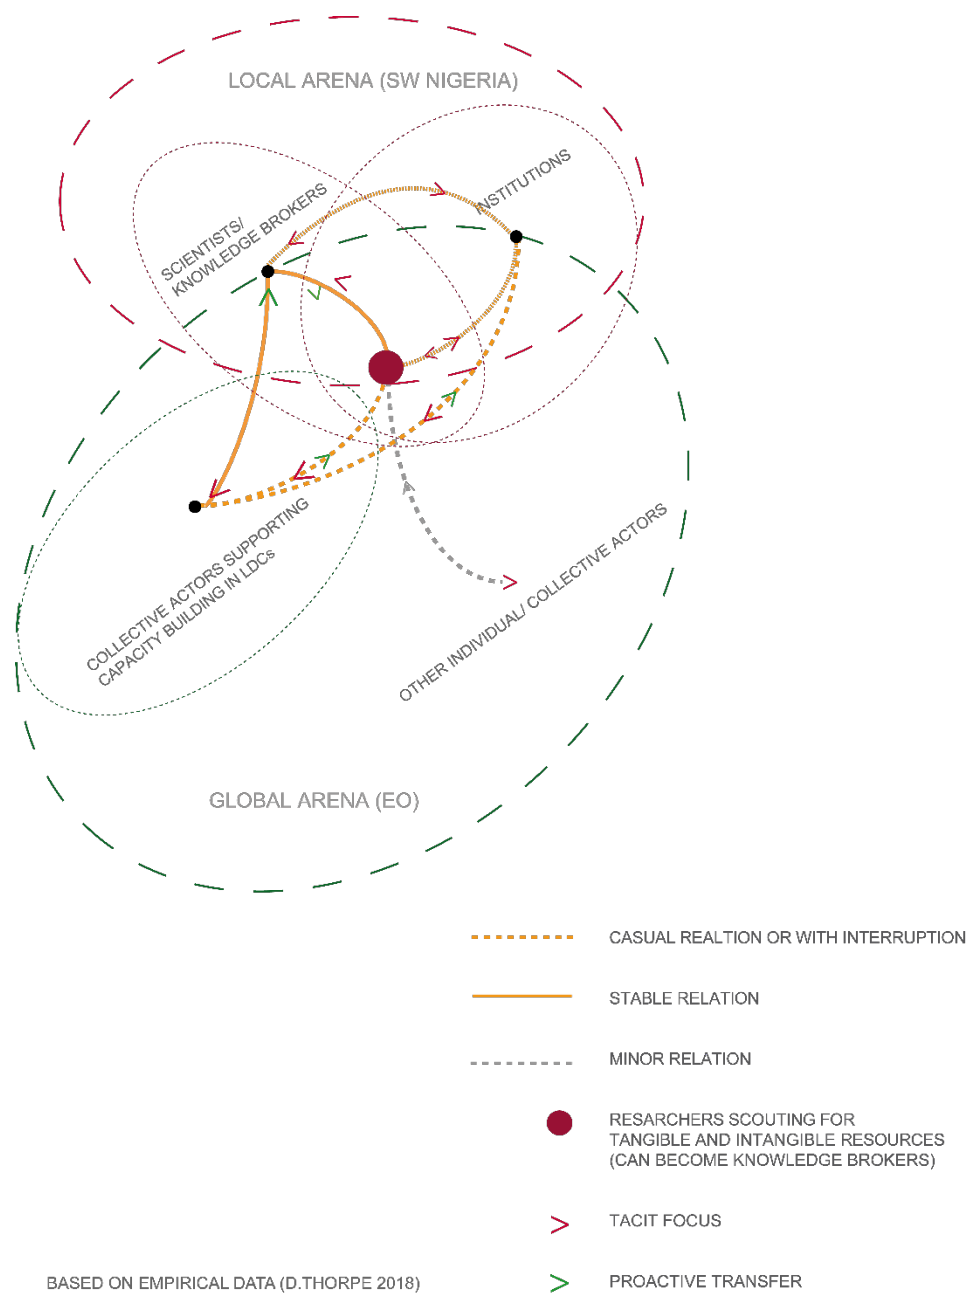 LOCAL ARENA (SW NIGERIA)
INSTITUTIONS
SCIENTISTS/
KNOWLEDGE BROKERS
COLLECTIVE ACTORS SUPPORTING
CAPACITY BUILDING IN LDCs
OTHER INDIVIDUAL/ COLLECTIVE ACTORS
GLOBAL ARENA (EO)
CASUAL REALTION OR WITH INTERRUPTION
STABLE RELATION
MINOR RELATION
RESARCHERS SCOUTING FOR
TANGIBLE AND INTANGIBLE RESOURCES
(CAN BECOME KNOWLEDGE BROKERS)
TACIT FOCUS
PROACTIVE TRANSFER
BASED ON EMPIRICAL DATA (D.THORPE 2018)